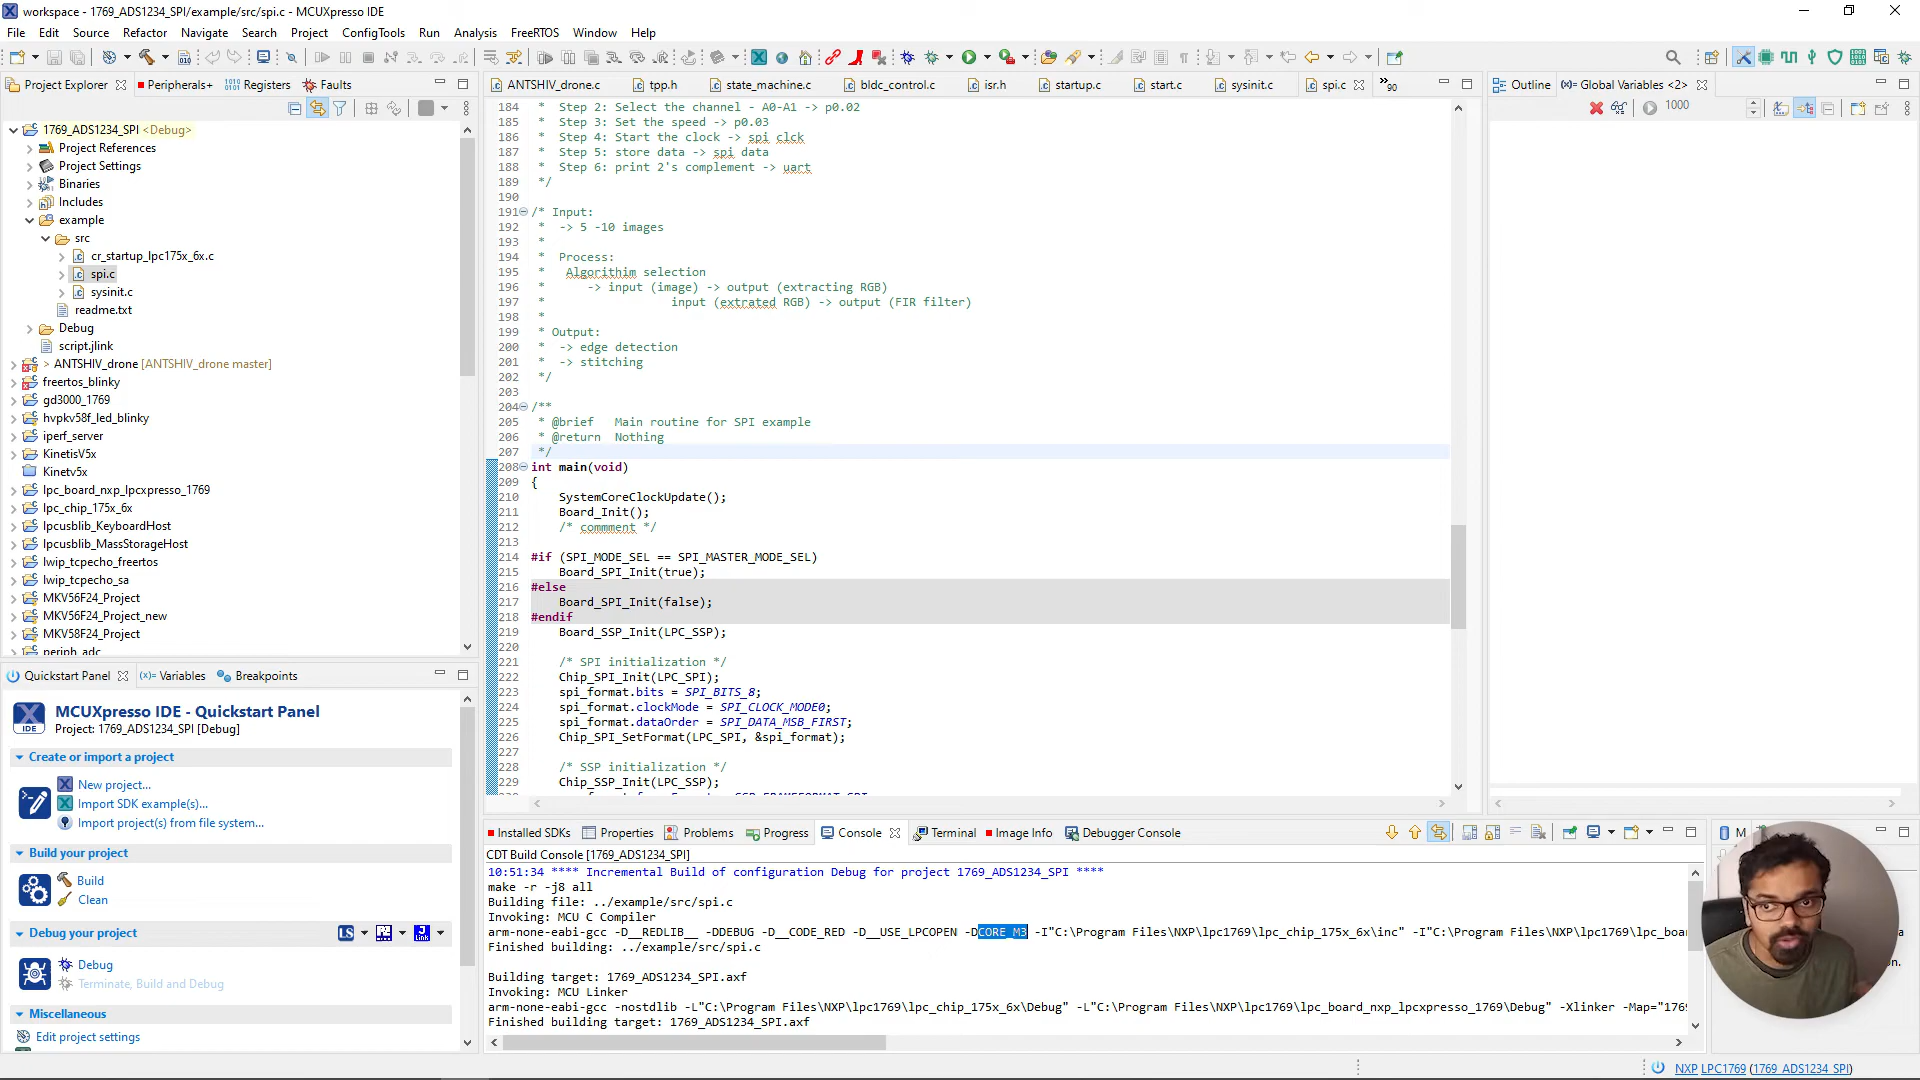 workspace - 1769_ADS1234_SPI/example/src/spi.c - MCUXpresso IDE
File Edit Source Refactor Navigate Search Project ConfigTools Run Analysis FreeRTOS Window Help
Project Explorer Peripherals+ Registers Faults
1769_ADS1234_SPI <Debug>
Project References
Project Settings
Binaries
Includes
example
src
cr_startup_lpc175x_6x.c
spi.c
sysinit.c
readme.txt
Debug
script.jlink
> ANTSHIV_drone [ANTSHIV_drone master]
freertos_blinky
gd3000_1769
hvpkv58f_led_blinky
iperf_server
KinetisV5x
Kinetv5x
lpc_board_nxp_lpcxpresso_1769
lpc_chip_175x_6x
lpcusblib_KeyboardHost
lpcusblib_MassStorageHost
lwip_tcpecho_freertos
lwip_tcpecho_sa
MKV56F24_Project
MKV56F24_Project_new
MKV58F24_Project
periph_adc
Quickstart Panel (x)= Variables Breakpoints
IDE
MCUXpresso IDE - Quickstart Panel
Project: 1769_ADS1234_SPI [Debug]
Create or import a project
New project...
Import SDK example(s)...
Import project(s) from file system...
Build your project
Build
Clean
Debug your project
LS
Link
Debug
Terminate, Build and Debug
Miscellaneous
Edit project settings
ANTSHIV_drone.c tpp.h state_machine.c bldc_control.c isr.h startup.c start.c sysinit.c spi.c »90
184 * Step 2: Select the channel - A0-A1 -> p0.02
185 * Step 3: Set the speed -> p0.03
186 * Step 4: Start the clock -> spi clck
187 * Step 5: store data -> spi data
188 * Step 6: print 2's complement -> uart
189 */
190
191 /* Input:
192 * -> 5 -10 images
193 *
194 * Process:
195 * Algorithim selection
196 * -> input (image) -> output (extracting RGB)
197 * input (extrated RGB) -> output (FIR filter)
198 *
199 * Output:
200 * -> edge detection
201 * -> stitching
202 */
203
204 /**
205 * @brief Main routine for SPI example
206 * @return Nothing
207 */
208 int main(void)
209 {
210 SystemCoreClockUpdate();
211 Board_Init();
212 /* commment */
213
214 #if (SPI_MODE_SEL == SPI_MASTER_MODE_SEL)
215 Board_SPI_Init(true);
216 #else
217 Board_SPI_Init(false);
218 #endif
219 Board_SSP_Init(LPC_SSP);
220
221 /* SPI initialization */
222 Chip_SPI_Init(LPC_SPI);
223 spi_format.bits = SPI_BITS_8;
224 spi_format.clockMode = SPI_CLOCK_MODE0;
225 spi_format.dataOrder = SPI_DATA_MSB_FIRST;
226 Chip_SPI_SetFormat(LPC_SPI, &spi_format);
227
228 /* SSP initialization */
229 Chip_SSP_Init(LPC_SSP);
Outline (x)= Global Variables <2>
1000
Installed SDKs Properties Problems Progress Console Terminal Image Info Debugger Console
M
CDT Build Console [1769_ADS1234_SPI]
10:51:34 **** Incremental Build of configuration Debug for project 1769_ADS1234_SPI ****
make -r -j8 all
Building file: ../example/src/spi.c
Invoking: MCU C Compiler
arm-none-eabi-gcc -D__REDLIB__ -DDEBUG -D__CODE_RED -D__USE_LPCOPEN -DCORE_M3 -I"C:\Program Files\NXP\lpc1769\lpc_chip_175x_6x\inc" -I"C:\Program Files\NXP\lpc1769\lpc_boa
Finished building: ../example/src/spi.c
Building target: 1769_ADS1234_SPI.axf
Invoking: MCU Linker
arm-none-eabi-gcc -nostdlib -L"C:\Program Files\NXP\lpc1769\lpc_chip_175x_6x\Debug" -L"C:\Program Files\NXP\lpc1769\lpc_board_nxp_lpcxpresso_1769\Debug" -Xlinker -Map="1769
Finished building target: 1769_ADS1234_SPI.axf
NXP LPC1769 (1769_ADS1234_SPI)